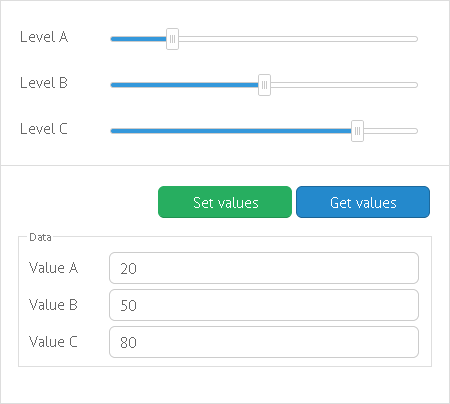 Level A
Level B
Level C
Set values Get values
Data
Value A 20
Value B 50
Value C 80